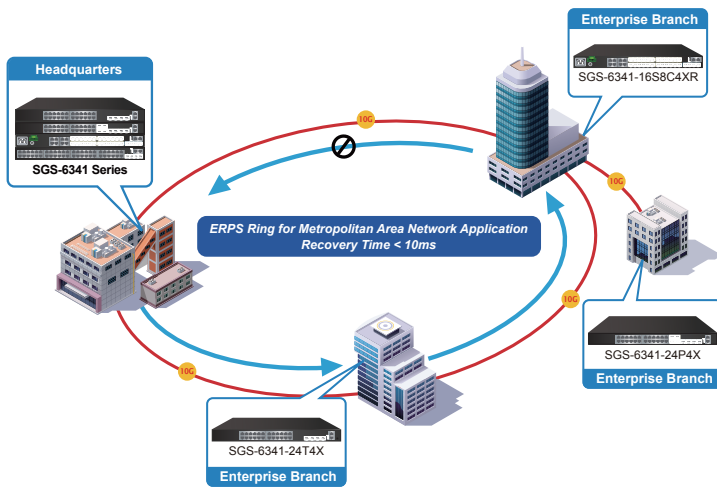 Enterprise Branch
SGS-6341-16S8C4XR
Headquarters
SGS-6341 Series
10G
10G
ERPS Ring for Metropolitan Area Network Application
Recovery Time < 10ms
10G
SGS-6341-24P4X
Enterprise Branch
10G
SGS-6341-24T4X
Enterprise Branch